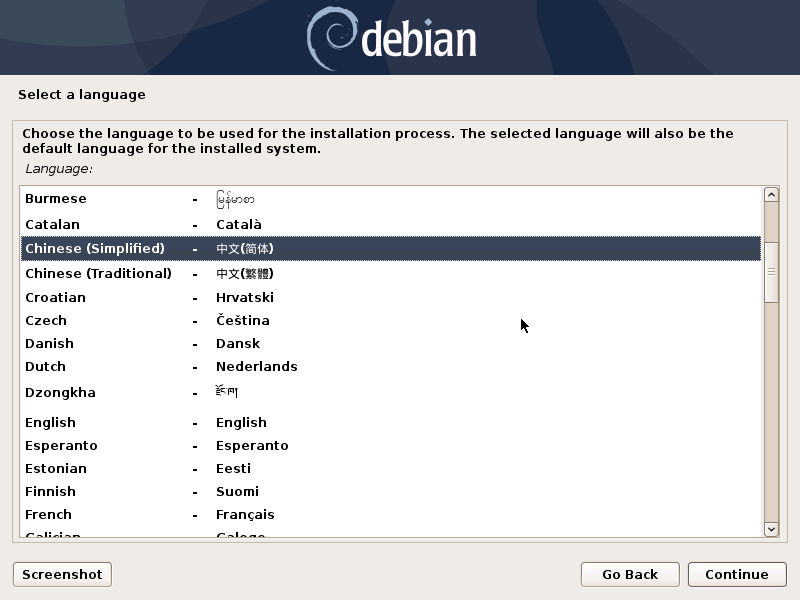 debian
Select a language
Choose the language to be used for the installation process. The selected language will also be the
default language for the installed system.
Language:
Burmese - မြန်မာစာ
Catalan - Català
Chinese (Simplified) - 中文(简体)
Chinese (Traditional) - 中文(繁體)
Croatian - Hrvatski
Czech - Čeština
Danish - Dansk
Dutch - Nederlands
Dzongkha - རྫོང་ཁ།
English - English
Esperanto - Esperanto
Estonian - Eesti
Finnish - Suomi
French - Français
Galician - Galego
Screenshot Go Back Continue